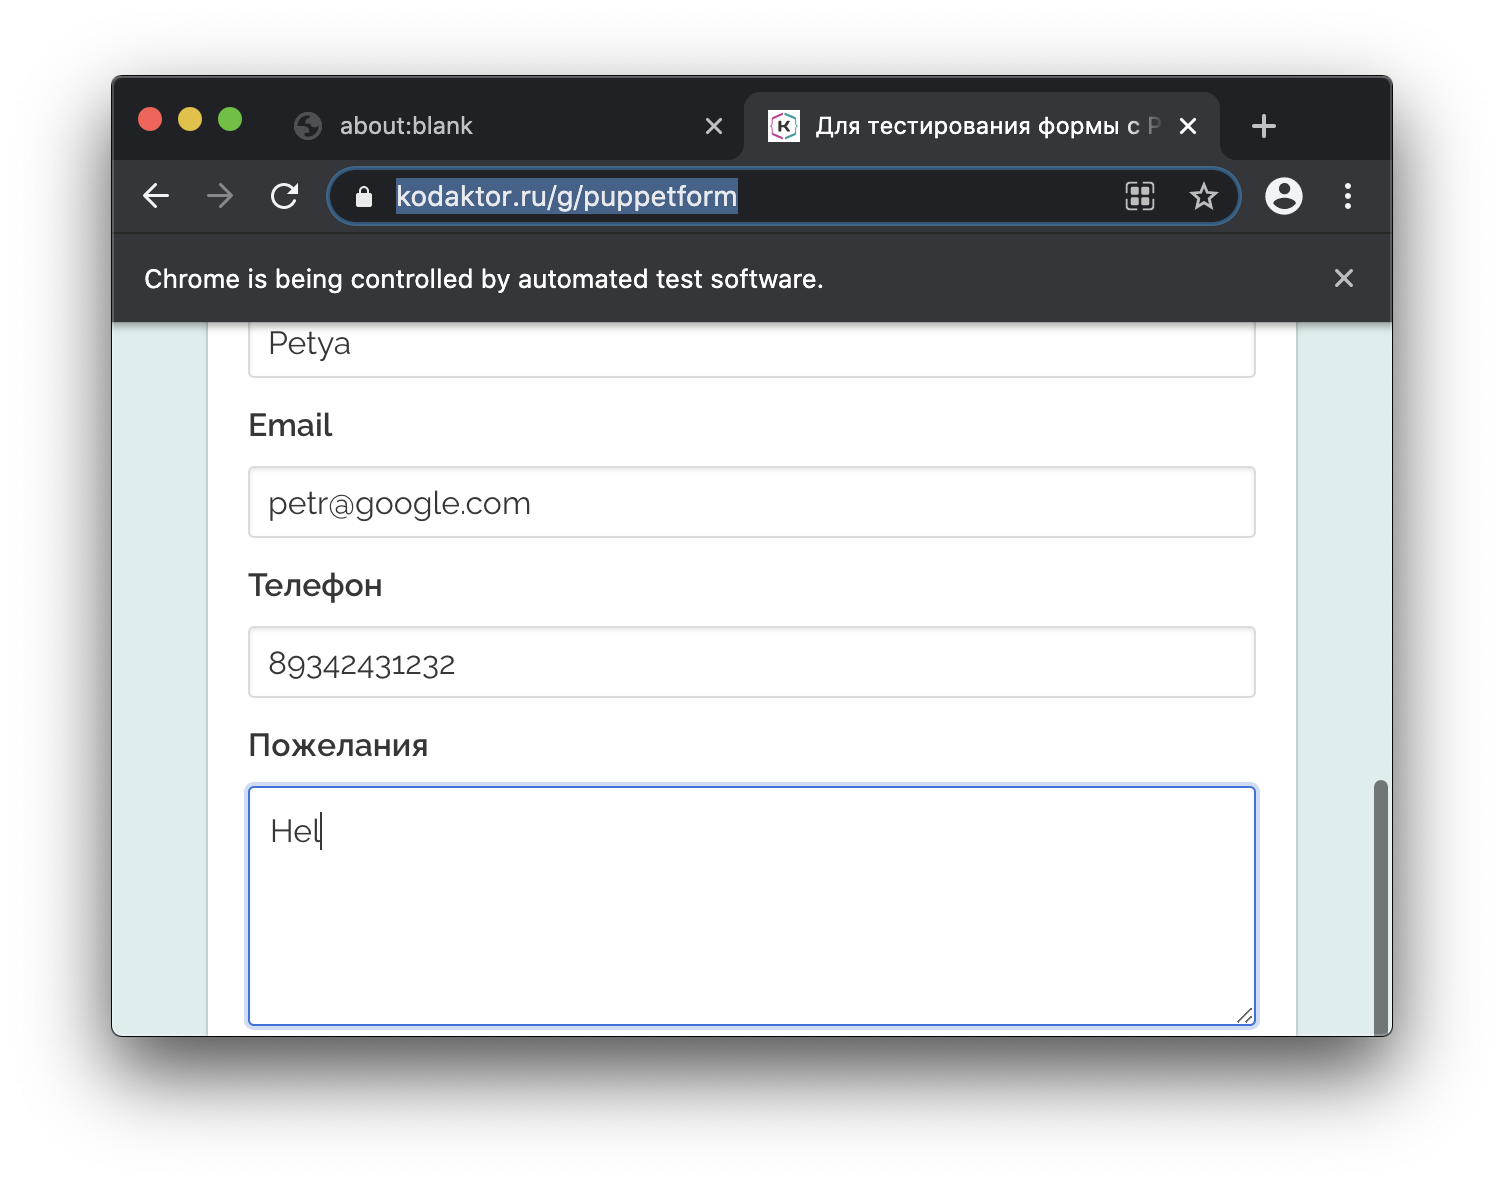 about:blank
Для тестирования формы с P
kodaktor.ru/g/puppetform
Chrome is being controlled by automated test software.
Petya
Email
petr@google.com
Телефон
89342431232
Пожелания
Hel